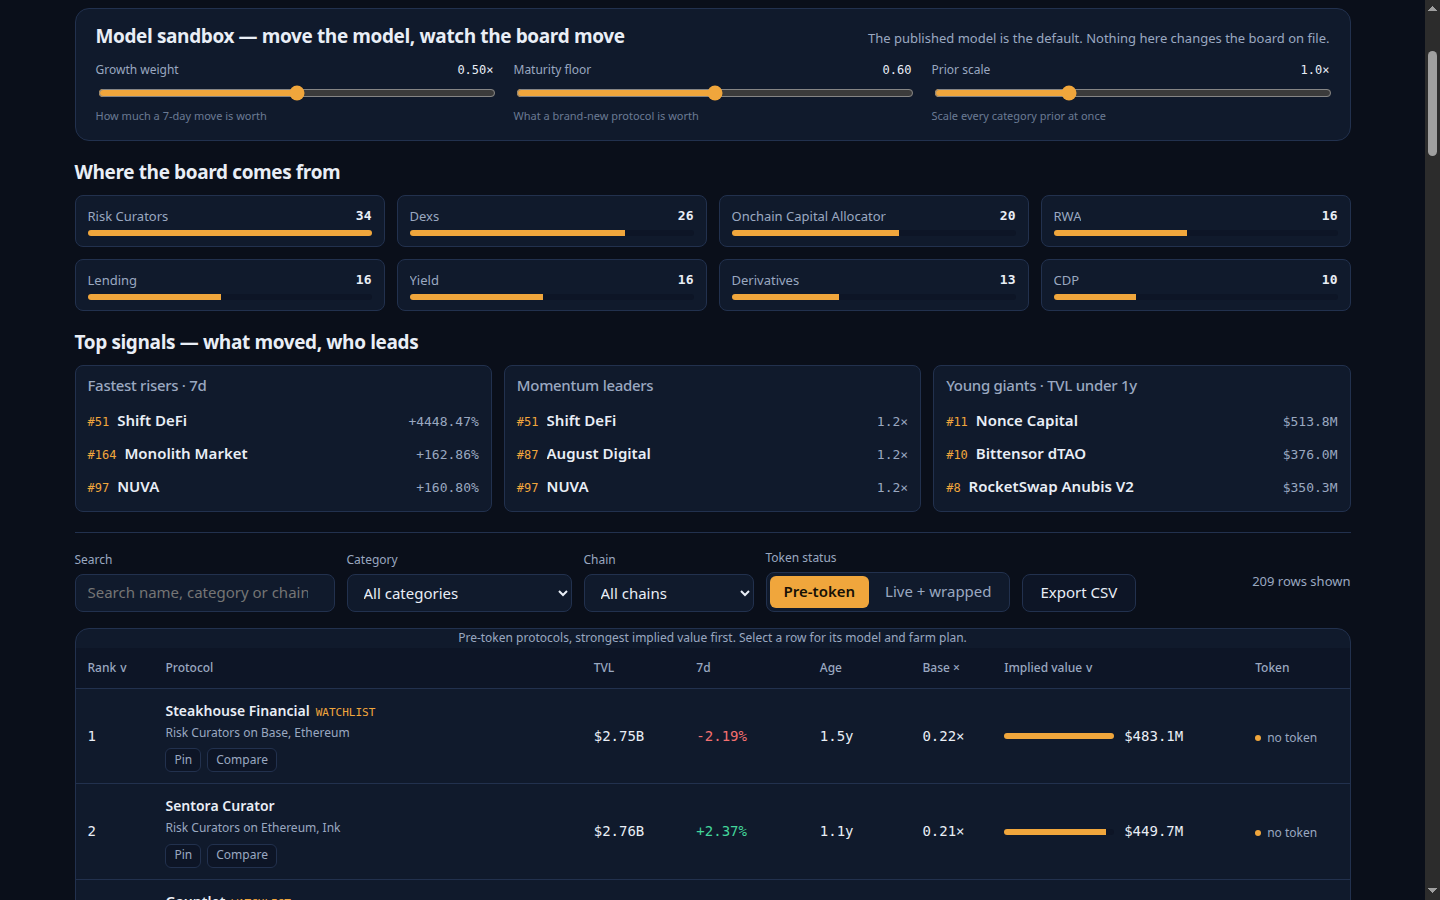 Model sandbox — move the model, watch the board move
The published model is the default. Nothing here changes the board on file.
Growth weight 0.50×
Maturity floor 0.60
Prior scale 1.0×
How much a 7-day move is worth
What a brand-new protocol is worth
Scale every category prior at once
Where the board comes from
Risk Curators 34
Dexs 26
Onchain Capital Allocator 20
RWA 16
Lending 16
Yield 16
Derivatives 13
CDP 10
Top signals — what moved, who leads
Fastest risers · 7d
#51 Shift DeFi +4448.47%
#164 Monolith Market +162.86%
#97 NUVA +160.80%
Momentum leaders
#51 Shift DeFi 1.2×
#87 August Digital 1.2×
#97 NUVA 1.2×
Young giants · TVL under 1y
#11 Nonce Capital $513.8M
#10 Bittensor dTAO $376.0M
#8 RocketSwap Anubis V2 $350.3M
Search
Search name, category or chain
Category
All categories
Chain
All chains
Token status
Pre-token Live + wrapped
Export CSV
209 rows shown
Pre-token protocols, strongest implied value first. Select a row for its model and farm plan.
Rank v Protocol TVL 7d Age Base × Implied value v Token
1 Steakhouse Financial WATCHLIST $2.75B -2.19% 1.5y 0.22× $483.1M no token
Risk Curators on Base, Ethereum
Pin Compare
2 Sentora Curator $2.76B +2.37% 1.1y 0.21× $449.7M no token
Risk Curators on Ethereum, Ink
Pin Compare